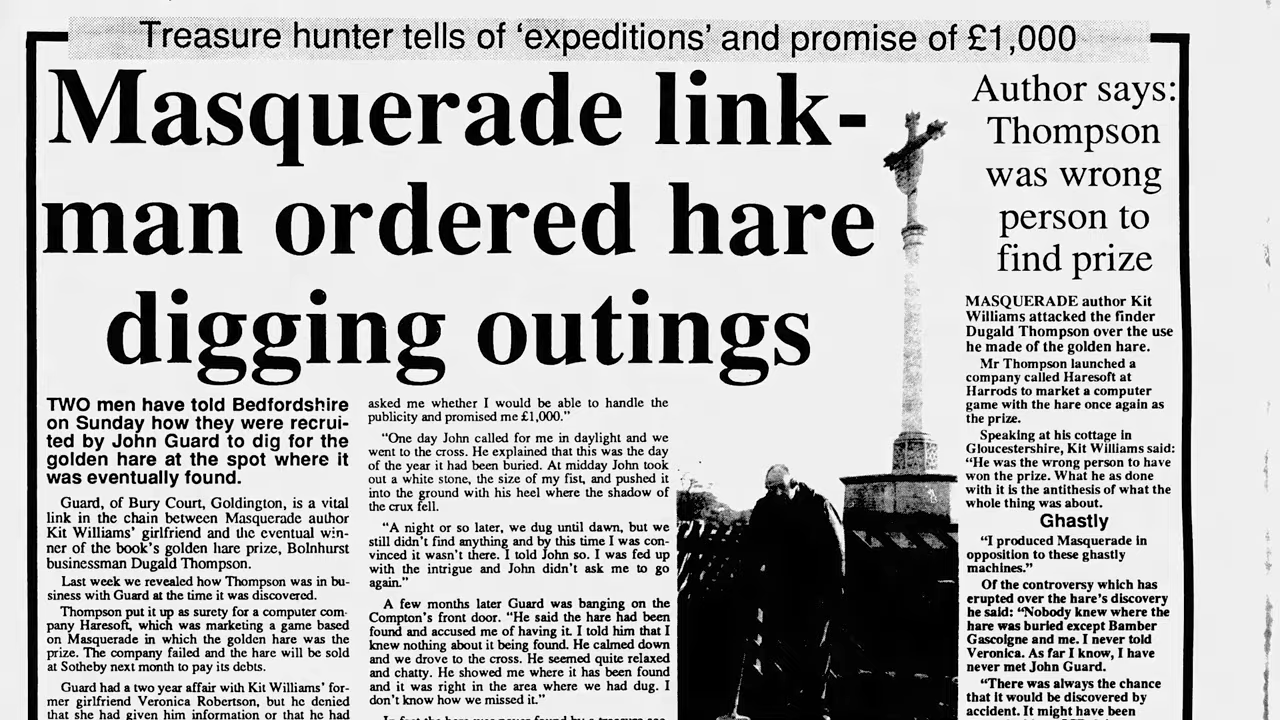 Treasure hunter tells of ‘expeditions’ and promise of £1,000
Masquerade link-
man ordered hare
digging outings
TWO men have told Bedfordshire
on Sunday how they were recrui-
ted by John Guard to dig for the
golden hare at the spot where it
was eventually found.
Guard, of Bury Court, Goldington, is a vital
link in the chain between Masquerade author
Kit Williams’ girlfriend and the eventual win-
ner of the book’s golden hare prize, Bolnhurst
businessman Dugald Thompson.
Last week we revealed how Thompson was in bu-
siness with Guard at the time it was discovered.
Thompson put it up as surety for a computer com-
pany Haresoft, which was marketing a game based
on Masquerade in which the golden hare was the
prize. The company failed and the hare will be sold
at Sotheby next month to pay its debts.
Guard had a two year affair with Kit Williams’ for-
mer girlfriend Veronica Robertson, but he denied
that she had given him information or that he had
asked me whether I would be able to handle the
publicity and promised me £1,000.”
“One day John called for me in daylight and we
went to the cross. He explained that this was the day
of the year it had been buried. At midday John took
out a white stone, the size of my fist, and pushed it
into the ground with his heel where the shadow of
the crux fell.
“A night or so later, we dug until dawn, but we
still didn’t find anything and by this time I was con-
vinced it wasn’t there. I told John so. I was fed up
with the intrigue and John didn’t ask me to go
again.”
A few months later Guard was banging on the
Compton’s front door. “He said the hare had been
found and accused me of having it. I told him that I
knew nothing about it being found. He calmed down
and we drove to the cross. He seemed quite relaxed
and chatty. He showed me where it has been found
and it was right in the area where we had dug. I
don’t know how we missed it.”
Author says:
Thompson
was wrong
person to
find prize
MASQUERADE author Kit
Williams attacked the finder
Dugald Thompson over the use
he made of the golden hare.
Mr Thompson launched a
company called Haresoft at
Harrods to market a computer
game with the hare once again as
the prize.
Speaking at his cottage in
Gloucestershire, Kit Williams said:
“He was the wrong person to have
won the prize. What he as done
with it is the antithesis of what the
whole thing was about.
Ghastly
“I produced Masquerade in
opposition to these ghastly
machines.”
Of the controversy which has
erupted over the hare’s discovery
he said: “Nobody knew where the
hare was buried except Bamber
Gascoigne and me. I never told
Veronica. As far I know, I have
never met John Guard.
“There was always the chance
that it would be discovered by
accident. It might have been